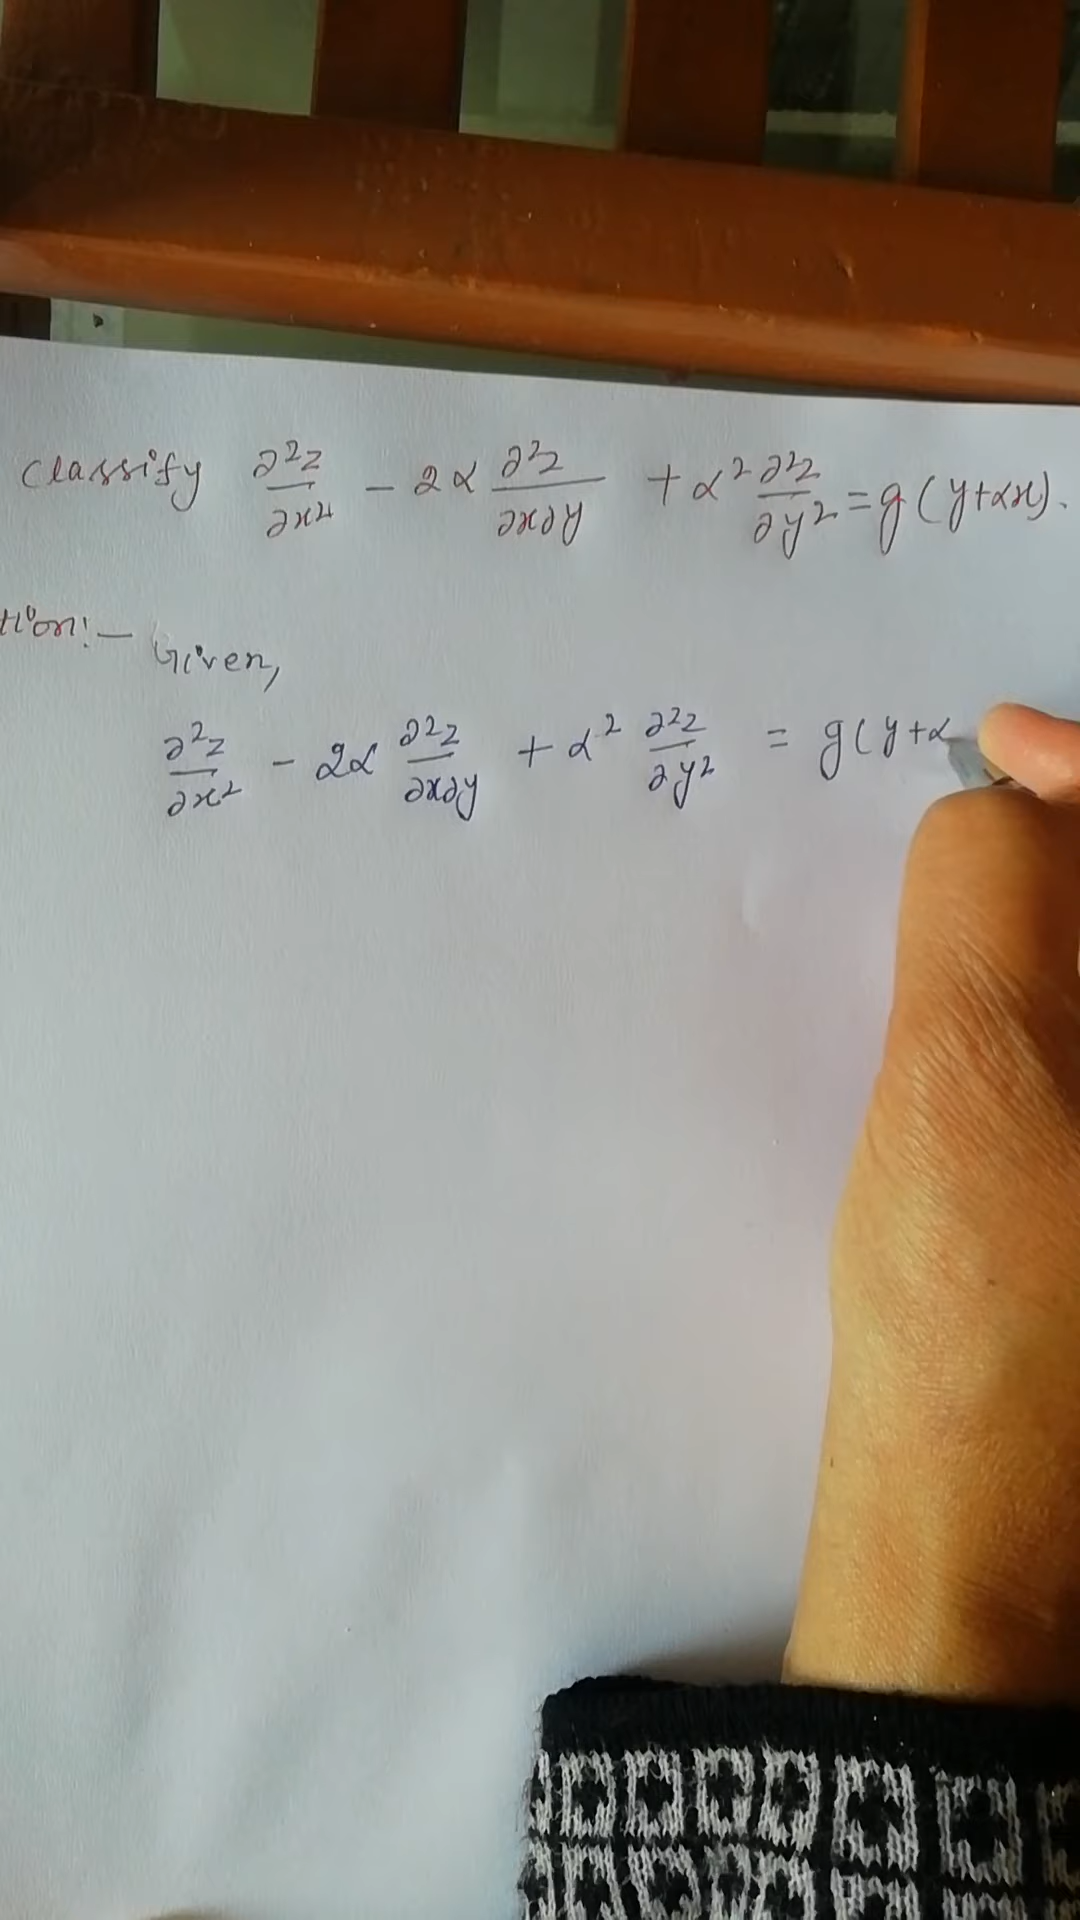 Classify ∂²z/∂x² − 2α ∂²z/∂x∂y + α² ∂²z/∂y² = g(y+αx).
tion:—
Given,
∂²z/∂x² − 2α ∂²z/∂x∂y + α² ∂²z/∂y² = g(y+α